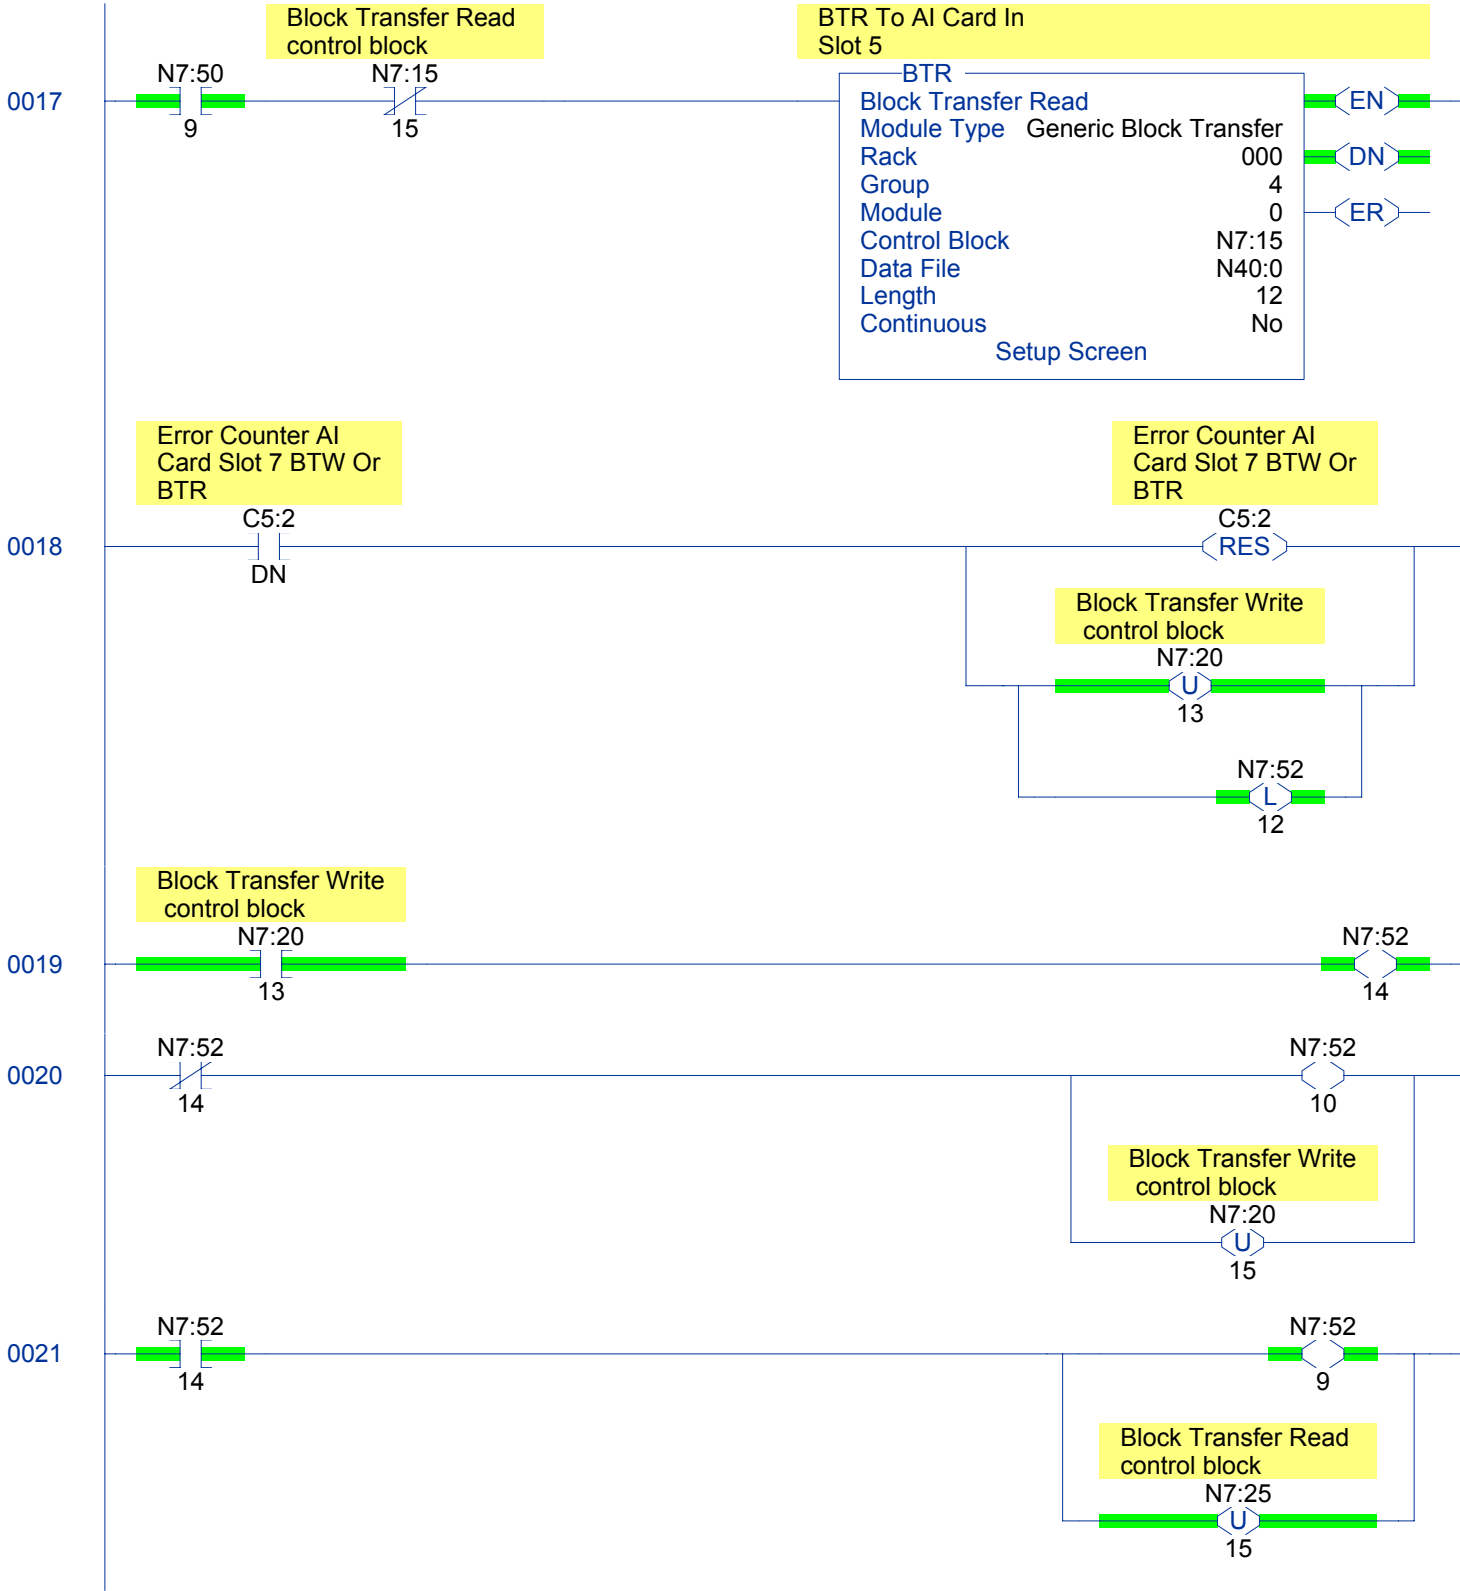 Block Transfer Read
control block
BTR To AI Card In
Slot 5
N7:50
N7:15
BTR
0017
9
15
Block Transfer Read
EN
Module Type Generic Block Transfer
Rack 000
DN
Group 4
Module 0
ER
Control Block N7:15
Data File N40:0
Length 12
Continuous No
Setup Screen
Error Counter AI
Card Slot 7 BTW Or
BTR
Error Counter AI
Card Slot 7 BTW Or
BTR
C5:2
C5:2
0018
RES
DN
Block Transfer Write
control block
N7:20
U
13
N7:52
L
12
Block Transfer Write
control block
N7:20
N7:52
0019
13
14
N7:52
N7:52
0020
14
10
Block Transfer Write
control block
N7:20
U
15
N7:52
N7:52
0021
14
9
Block Transfer Read
control block
N7:25
U
15